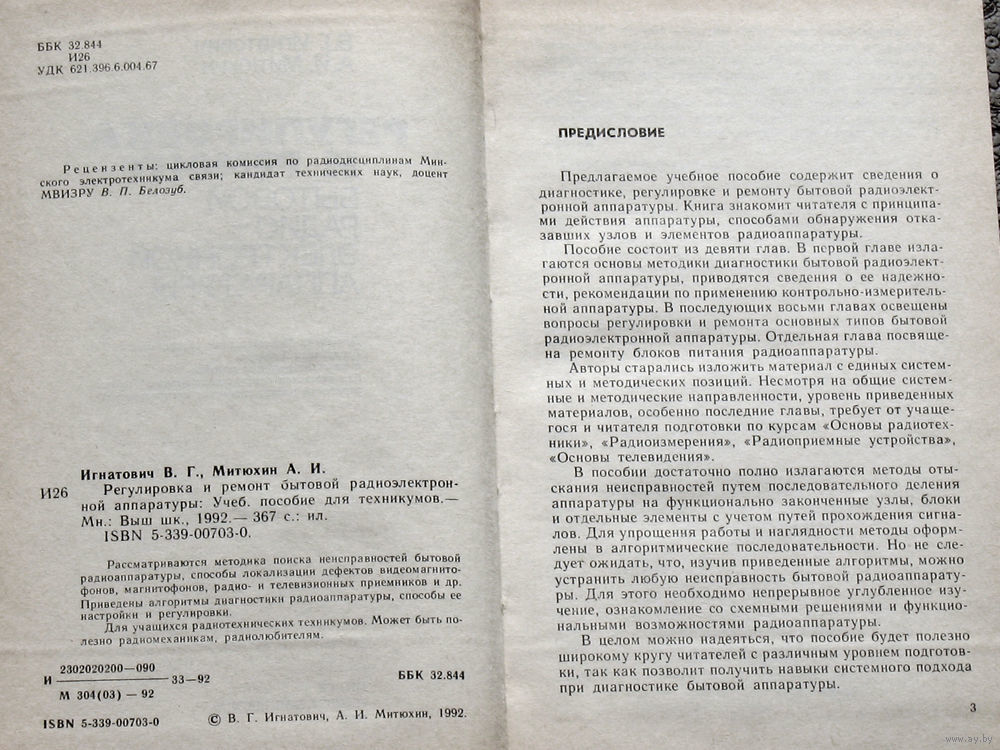 ББК 32.844
И26
УДК 621.396.6.004.67
Рецензенты: цикловая комиссия по радиодисциплинам Мин-
ского электротехникума связи; кандидат технических наук, доцент
МВИЗРУ В. П. Белозуб.
Игнатович В. Г., Митюхин А. И.
И26 Регулировка и ремонт бытовой радиоэлектрон-
ной аппаратуры: Учеб. пособие для техникумов.—
Мн.: Выш шк., 1992.— 367 с.: ил.
ISBN 5-339-00703-0.
Рассматриваются методика поиска неисправностей бытовой
радиоаппаратуры, способы локализации дефектов видеомагнито-
фонов, магнитофонов, радио- и телевизионных приемников и др.
Приведены алгоритмы диагностики радиоаппаратуры, способы ее
настройки и регулировки.
Для учащихся радиотехнических техникумов. Может быть по-
лезно радиомеханикам, радиолюбителям.
2302020200—090
И 33—92 ББК 32.844
М 304(03) — 92
ISBN 5-339-00703-0 © В. Г. Игнатович, А. И. Митюхин, 1992.
ПРЕДИСЛОВИЕ
Предлагаемое учебное пособие содержит сведения о
диагностике, регулировке и ремонту бытовой радиоэлект-
ронной аппаратуры. Книга знакомит читателя с принципа-
ми действия аппаратуры, способами обнаружения отка-
завших узлов и элементов радиоаппаратуры.
Пособие состоит из девяти глав. В первой главе изла-
гаются основы методики диагностики бытовой радиоэлект-
ронной аппаратуры, приводятся сведения о ее надежно-
сти, рекомендации по применению контрольно-измеритель-
ной аппаратуры. В последующих восьми главах освещены
вопросы регулировки и ремонта основных типов бытовой
радиоэлектронной аппаратуры. Отдельная глава посвяще-
на ремонту блоков питания радиоаппаратуры.
Авторы старались изложить материал с единых систем-
ных и методических позиций. Несмотря на общие систем-
ные и методические направленности, уровень приведенных
материалов, особенно последние главы, требует от учаще-
гося и читателя подготовки по курсам «Основы радиотех-
ники», «Радиоизмерения», «Радиоприемные устройства»,
«Основы телевидения».
В пособии достаточно полно излагаются методы оты-
скания неисправностей путем последовательного деления
аппаратуры на функционально законченные узлы, блоки
и отдельные элементы с учетом путей прохождения сигна-
лов. Для упрощения работы и наглядности методы оформ-
лены в алгоритмические последовательности. Но не сле-
дует ожидать, что, изучив приведенные алгоритмы, можно
устранить любую неисправность бытовой радиоаппарату-
ры. Для этого необходимо непрерывное углубленное изу-
чение, ознакомление со схемными решениями и функцио-
нальными возможностями радиоаппаратуры.
В целом можно надеяться, что пособие будет полезно
широкому кругу читателей с различным уровнем подготов-
ки, так как позволит получить навыки системного подхода
при диагностике бытовой аппаратуры.
3
www.ay.by